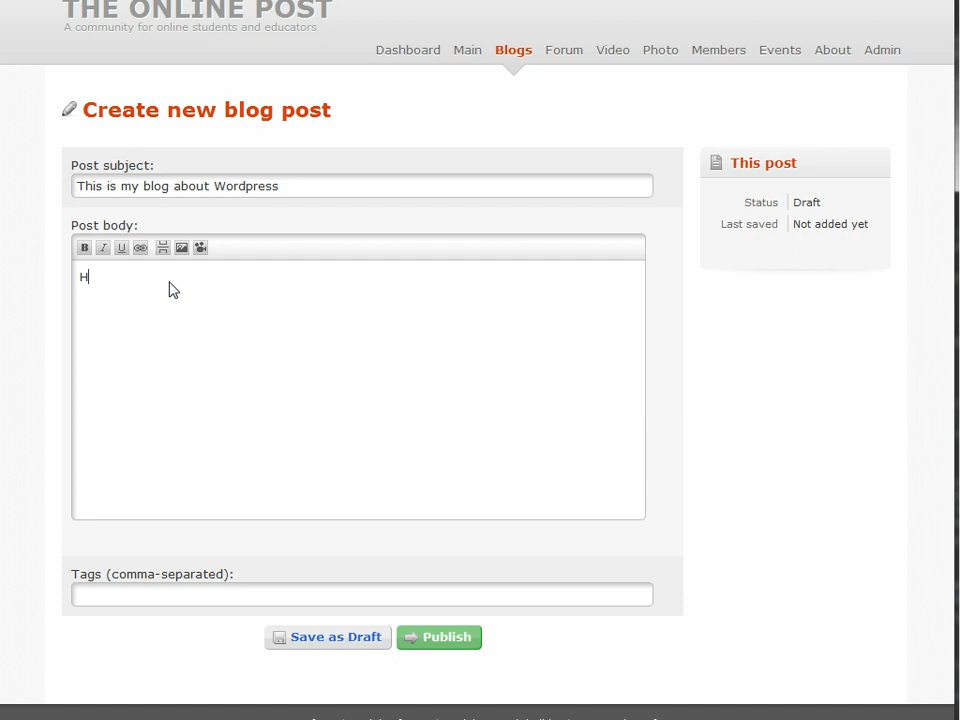 THE ONLINE POST
A community for online students and educators
Dashboard Main Blogs Forum Video Photo Members Events About Admin
Create new blog post
Post subject:
This is my blog about Wordpress
Post body:
B I U
H
Tags (comma-separated):
Save as Draft Publish
This post
Status Draft
Last saved Not added yet